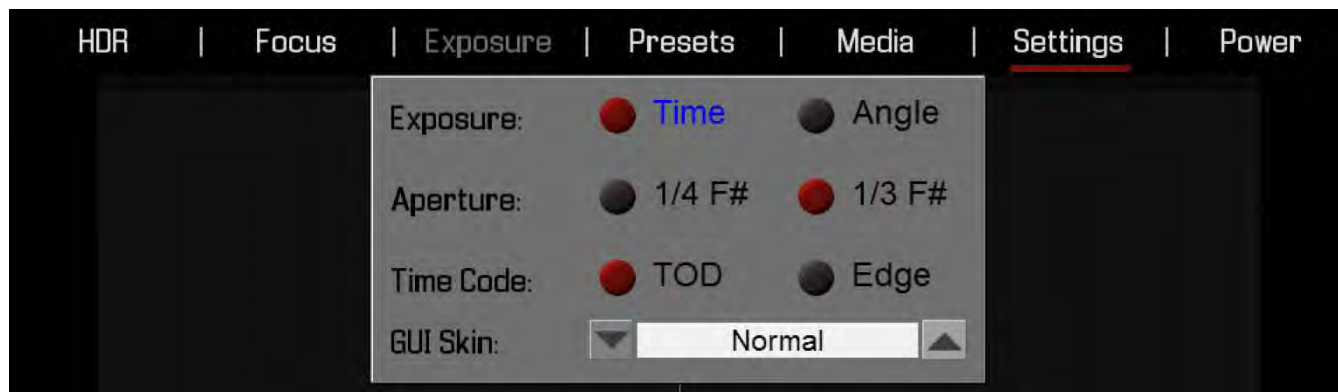 HDR | Focus | Exposure | Presets | Media | Settings | Power
Exposure: Time Angle
Aperture: 1/4 F# 1/3 F#
Time Code: TOD Edge
GUI Skin: Normal